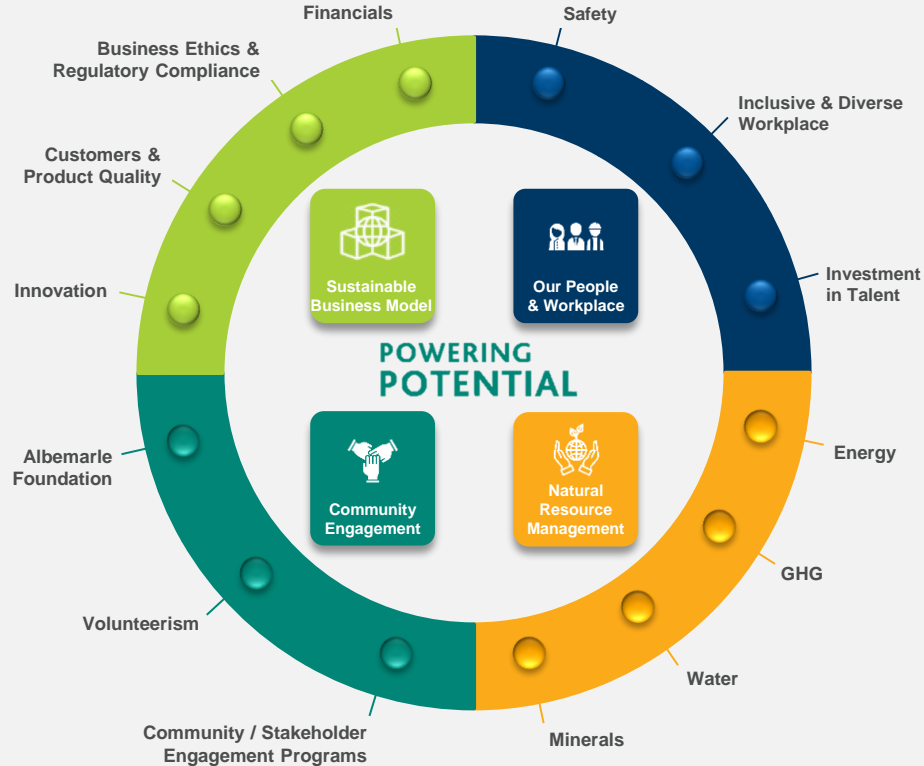 Financials
Safety
Business Ethics &
Regulatory Compliance
Inclusive & Diverse
Workplace
Customers &
Product Quality
Investment
in Talent
Innovation
Sustainable
Business Model
Our People
& Workplace
POWERING
POTENTIAL
Community
Engagement
Natural
Resource
Management
Albemarle
Foundation
Energy
GHG
Volunteerism
Water
Community / Stakeholder
Engagement Programs
Minerals